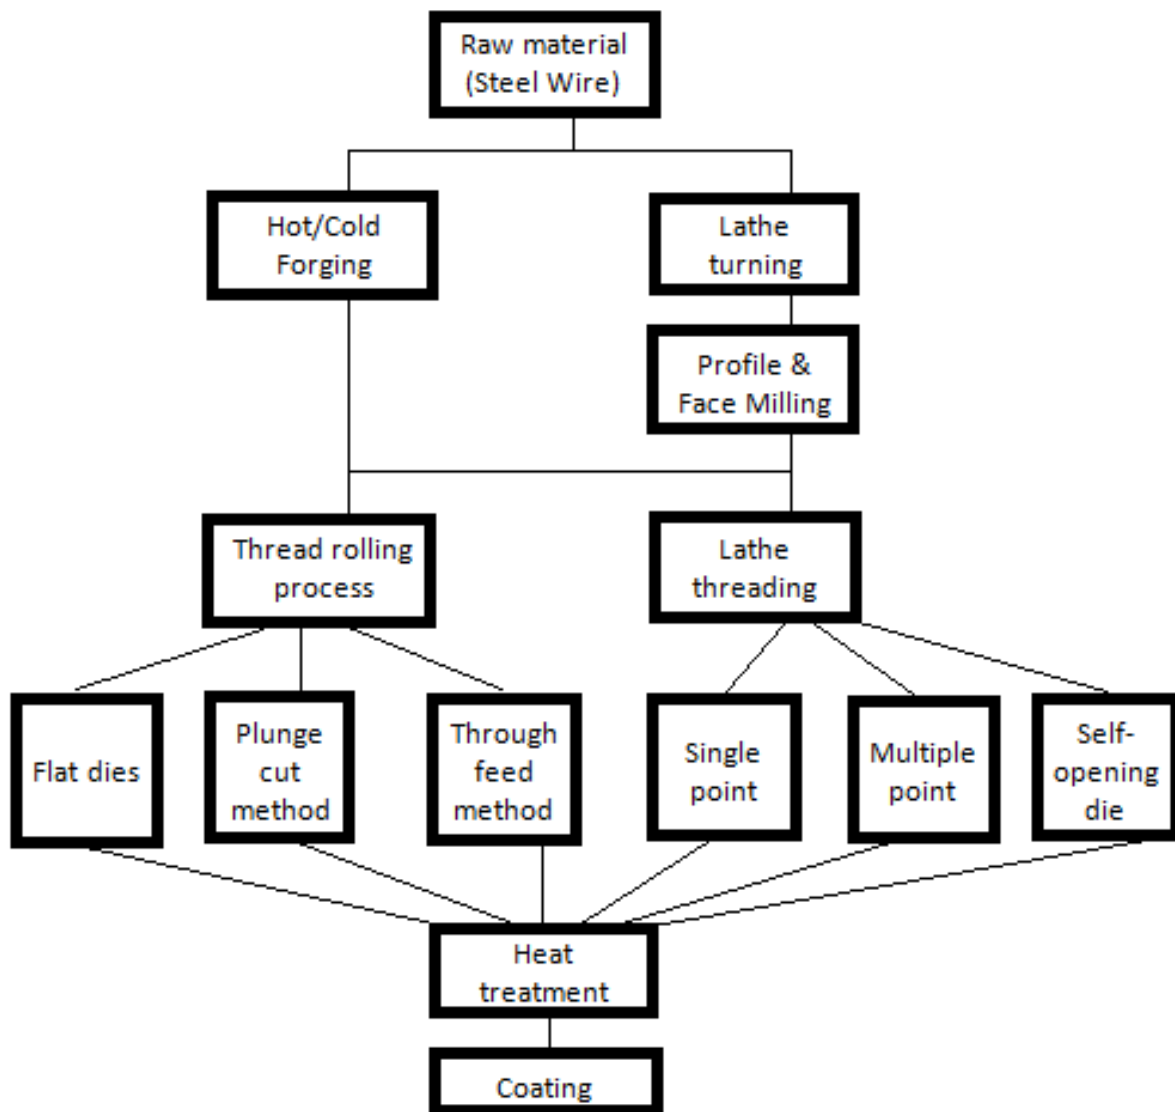 Raw material
(Steel Wire)
Hot/Cold
Forging
Lathe
turning
Profile &
Face Milling
Thread rolling
process
Lathe
threading
Flat dies
Plunge
cut
method
Through
feed
method
Single
point
Multiple
point
Self-
opening
die
Heat
treatment
Coating